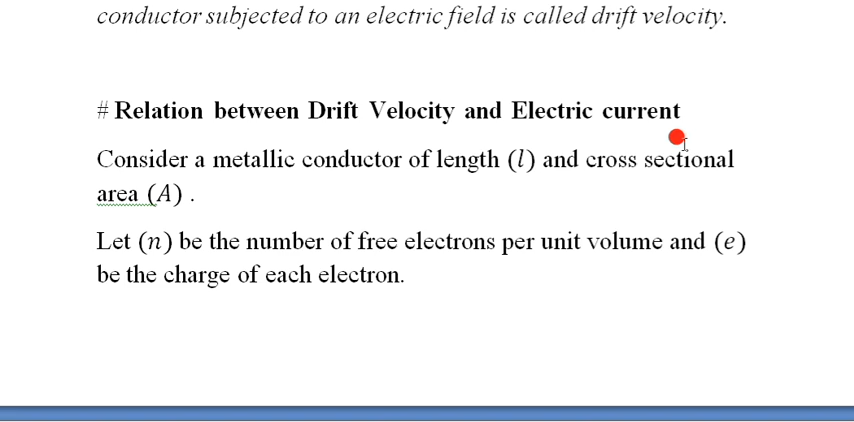 conductor subjected to an electric field is called drift velocity.
# Relation between Drift Velocity and Electric current
Consider a metallic conductor of length (l) and cross sectional
area (A) .
Let (n) be the number of free electrons per unit volume and (e)
be the charge of each electron.